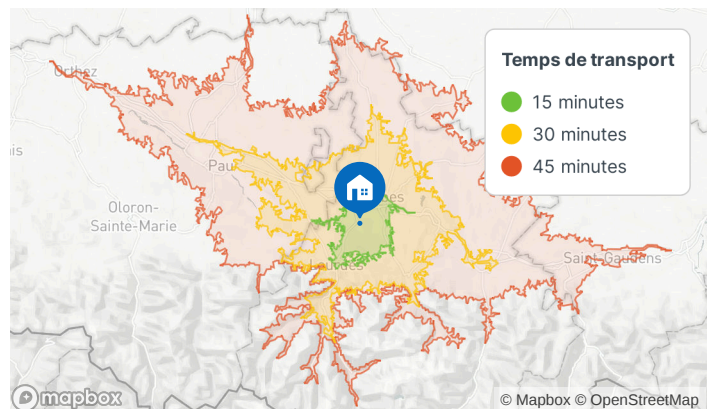 Temps de transport
15 minutes
30 minutes
45 minutes
Orthez
Pau
Oloron-
Sainte-Marie
Lourdes
Saint-Gaudens
mapbox
© Mapbox © OpenStreetMap